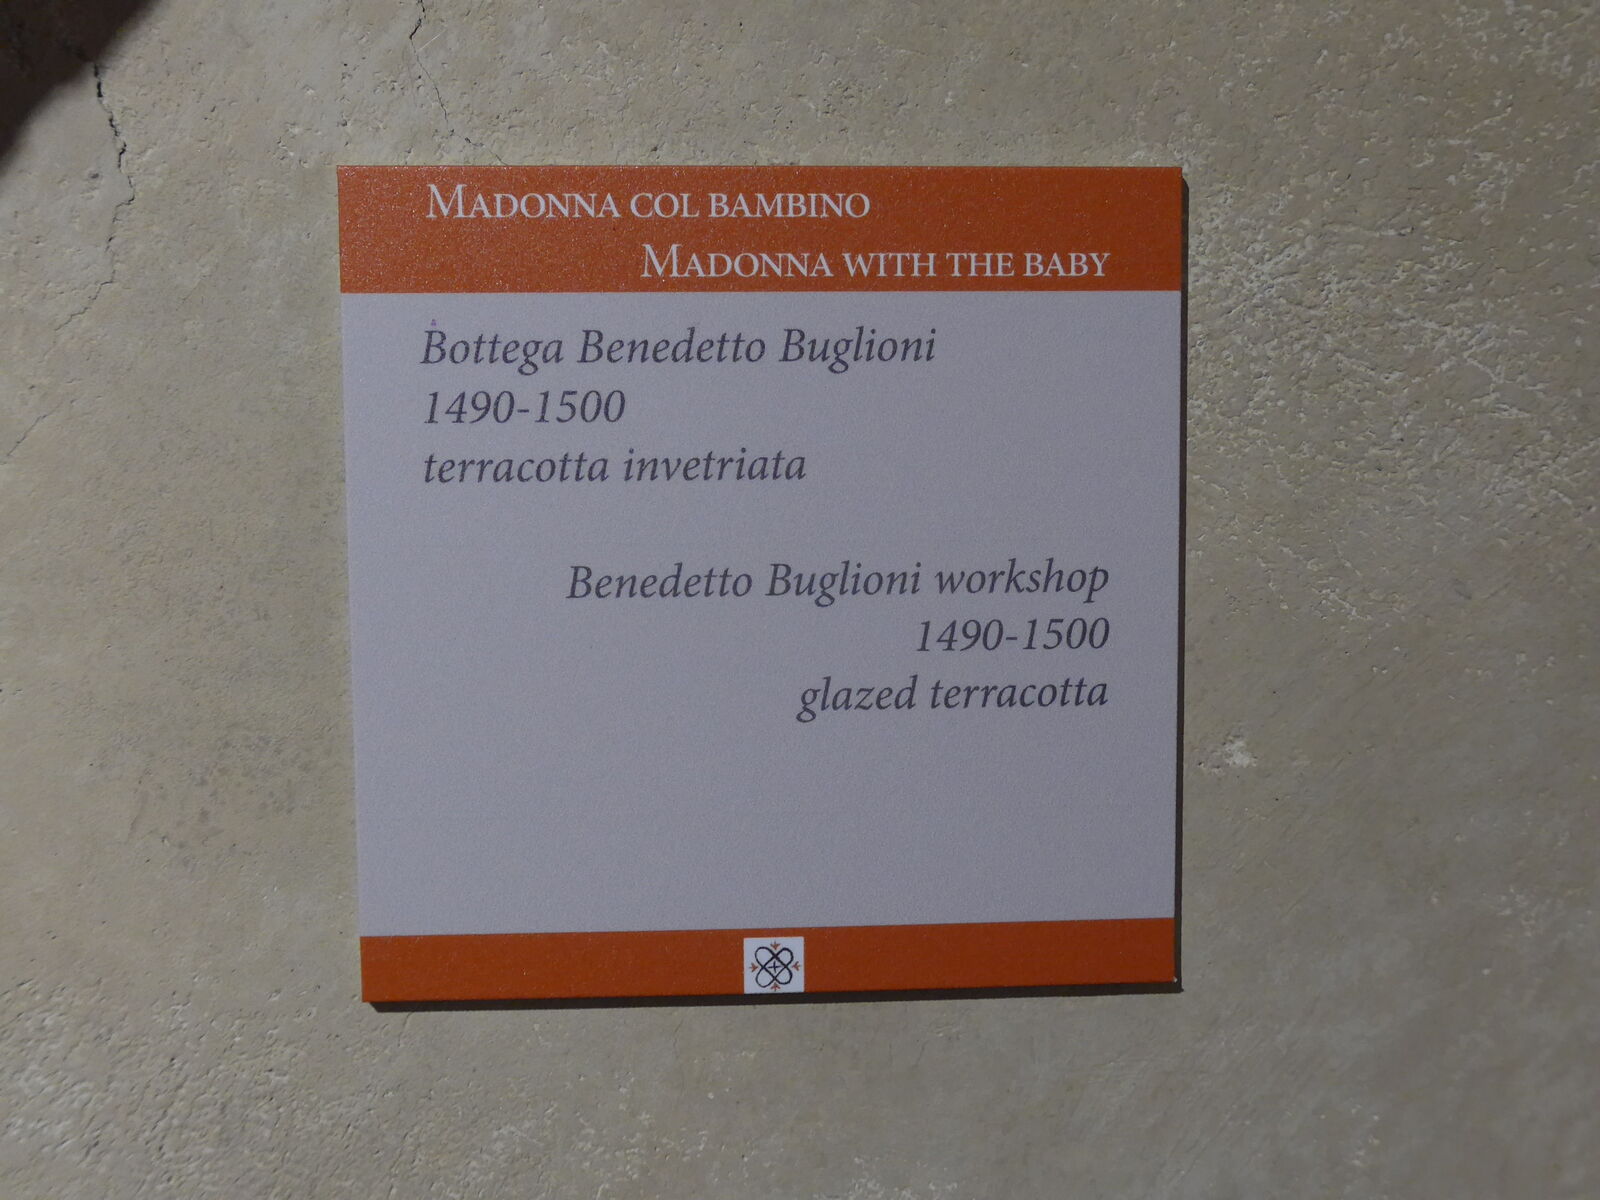 Madonna col bambino
Madonna with the baby
Bottega Benedetto Buglioni
1490-1500
terracotta invetriata
Benedetto Buglioni workshop
1490-1500
glazed terracotta